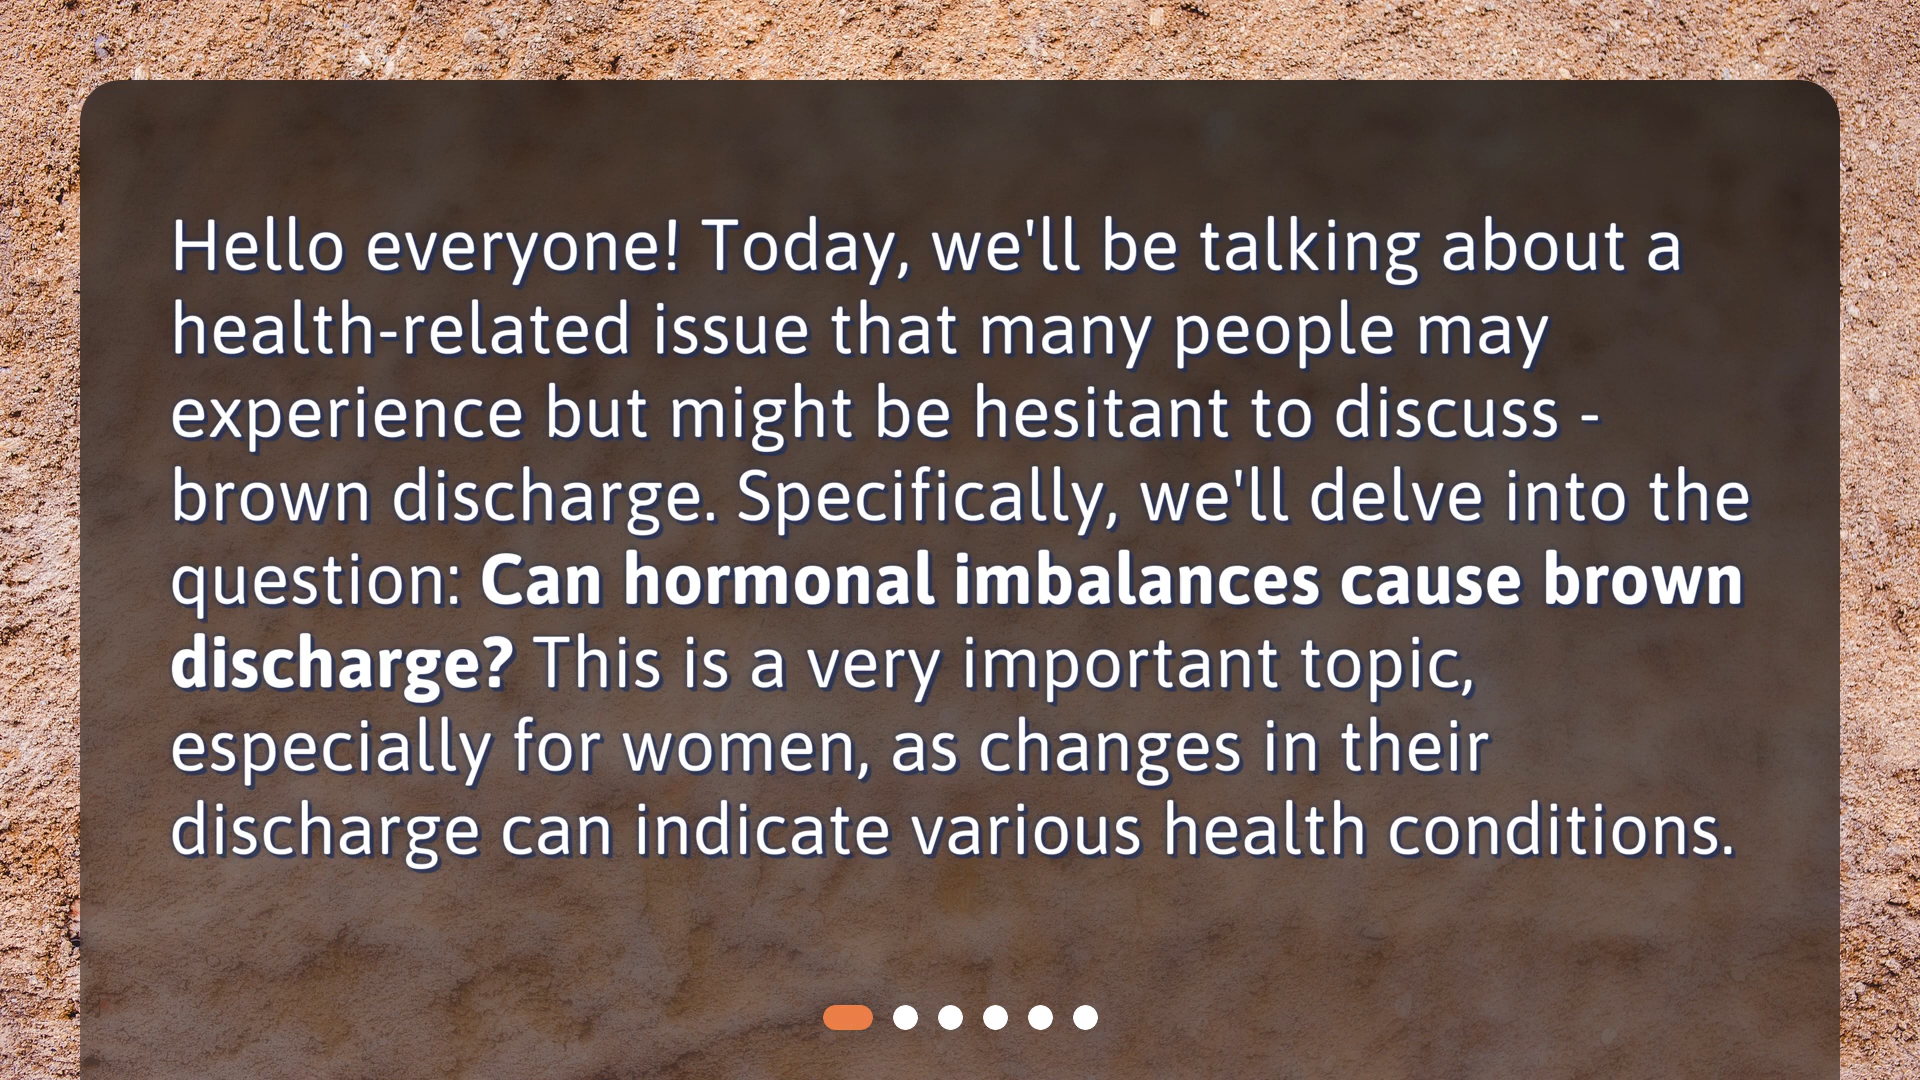 Hello everyone! Today, we'll be talking about a
health-related issue that many people may
experience but might be hesitant to discuss -
brown discharge. Specifically, we'll delve into the
question: Can hormonal imbalances cause brown
discharge? This is a very important topic,
especially for women, as changes in their
discharge can indicate various health conditions.